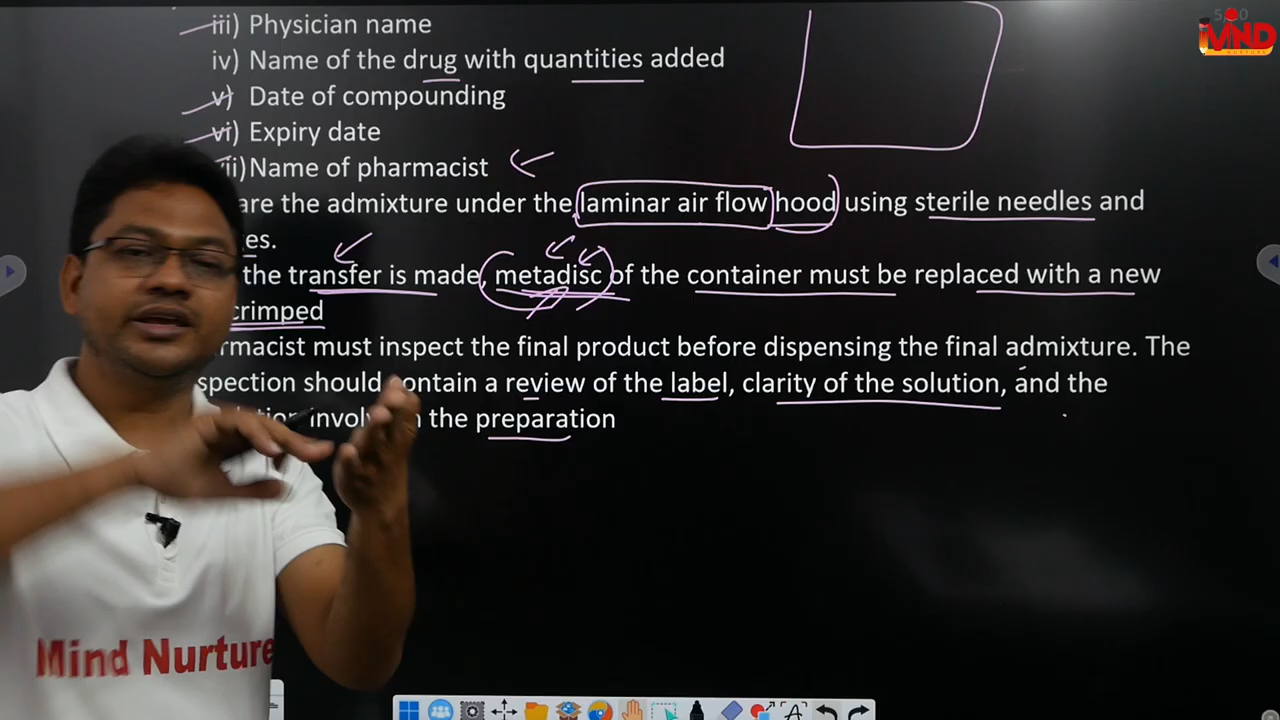 iii) Physician name
iv) Name of the drug with quantities added
v) Date of compounding
vi) Expiry date
ii) Name of pharmacist
are the admixture under the laminar air flow hood using sterile needles and
es.
the transfer is made, metadisc of the container must be replaced with a new
crimped
rmacist must inspect the final product before dispensing the final admixture. The
spection should contain a review of the label, clarity of the solution, and the
in the preparation
MIND
NURTURE
Mind Nurture